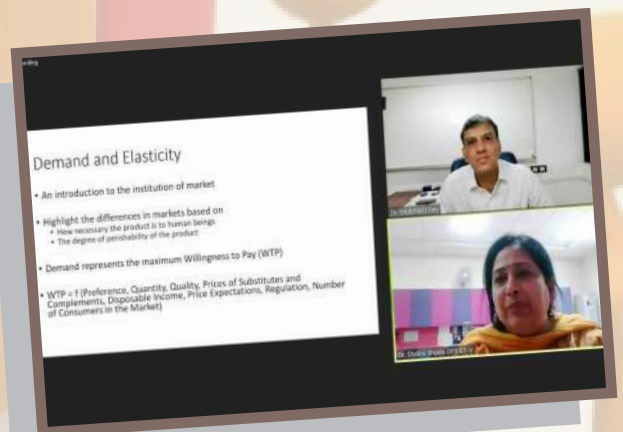 Demand and Elasticity
• An introduction to the institution of market
• Highlight the differences in markets based on
• How necessary the product is to human beings
• The degree of perishability of the product
• Demand represents the maximum Willingness to Pay (WTP)
• WTP = f (Preference, Quantity, Quality, Prices of Substitutes and
Complements, Disposable Income, Price Expectations, Regulation, Number
of Consumers in the Market)
Dr.
Dr. Shalini